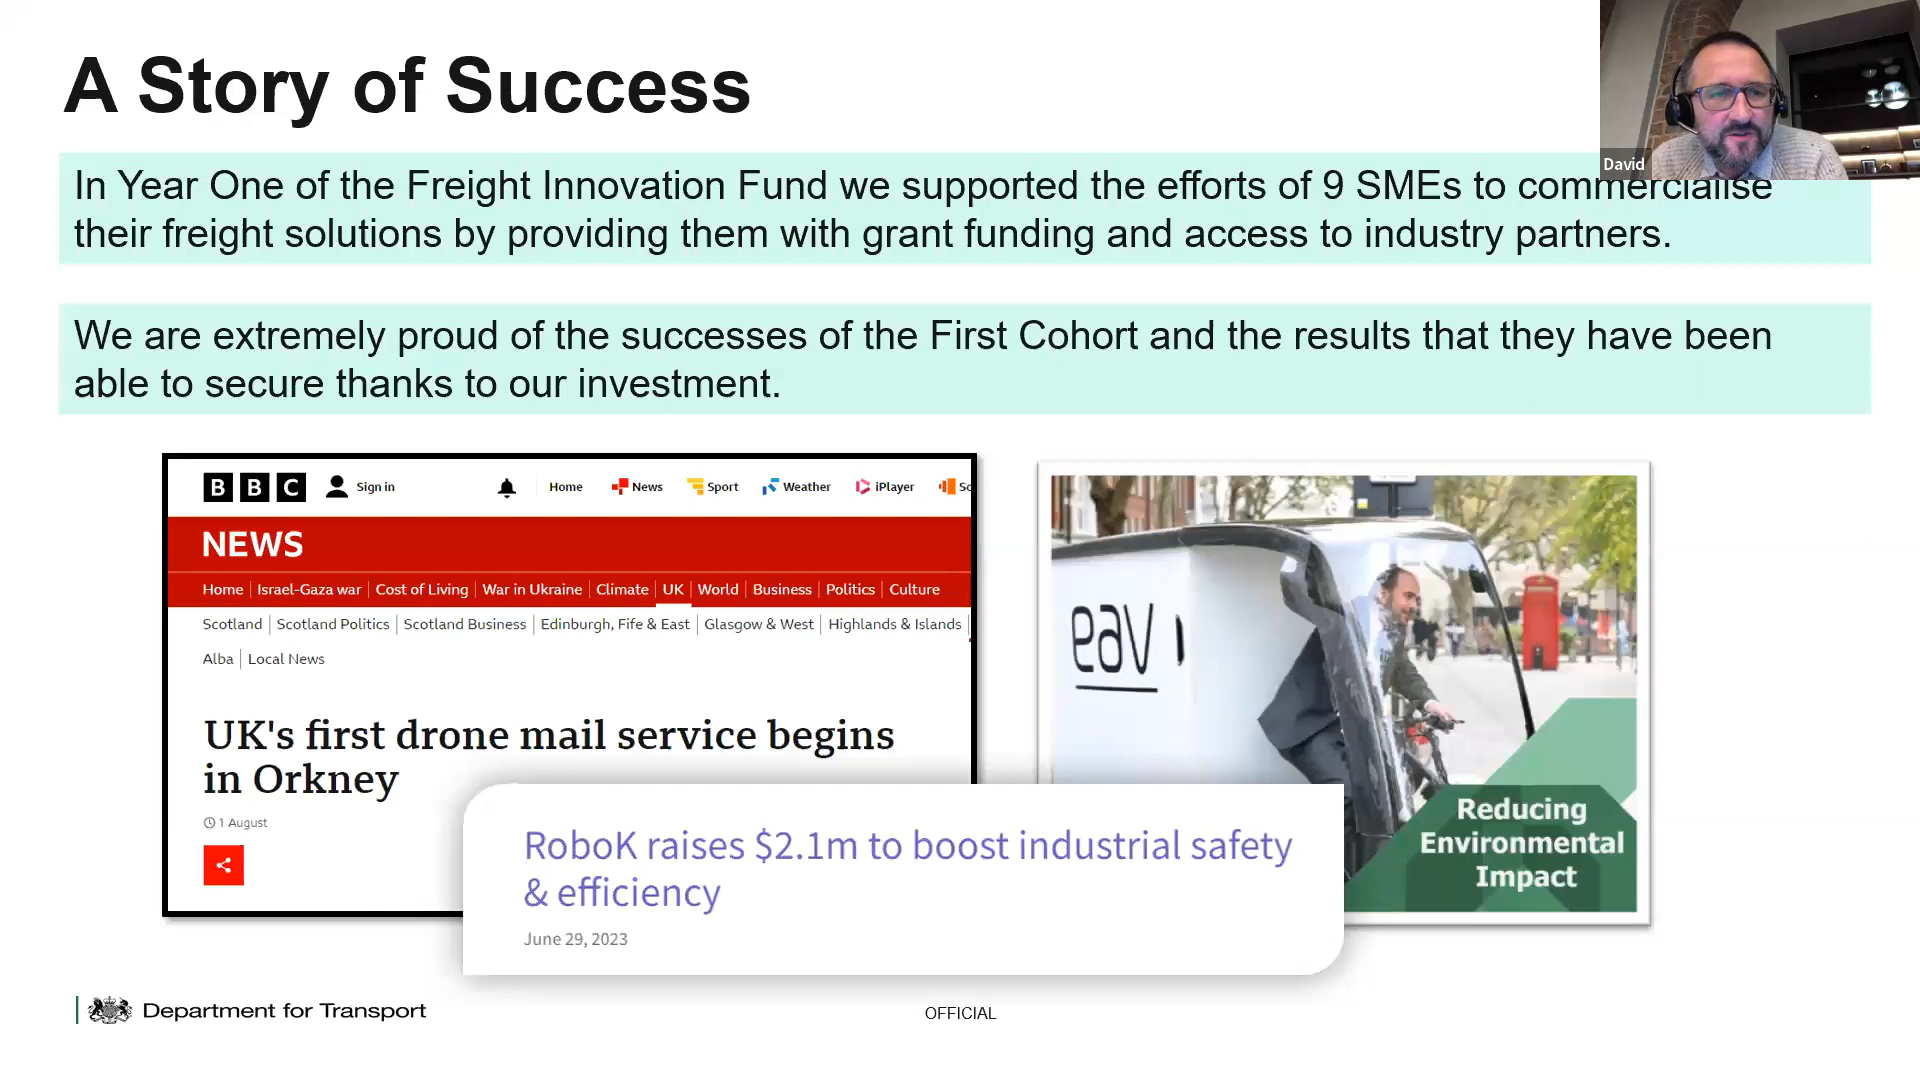 A Story of Success
David
In Year One of the Freight Innovation Fund we supported the efforts of 9 SMEs to commercialise
their freight solutions by providing them with grant funding and access to industry partners.
We are extremely proud of the successes of the First Cohort and the results that they have been
able to secure thanks to our investment.
BBC Sign in Home News Sport Weather iPlayer
NEWS
Home Israel-Gaza war Cost of Living War in Ukraine Climate UK World Business Politics Culture
Scotland Scotland Politics Scotland Business Edinburgh, Fife & East Glasgow & West Highlands & Islands
Alba Local News
UK's first drone mail service begins
in Orkney
1 August
eav
Reducing
Environmental
Impact
RoboK raises $2.1m to boost industrial safety
& efficiency
June 29, 2023
Department for Transport
OFFICIAL